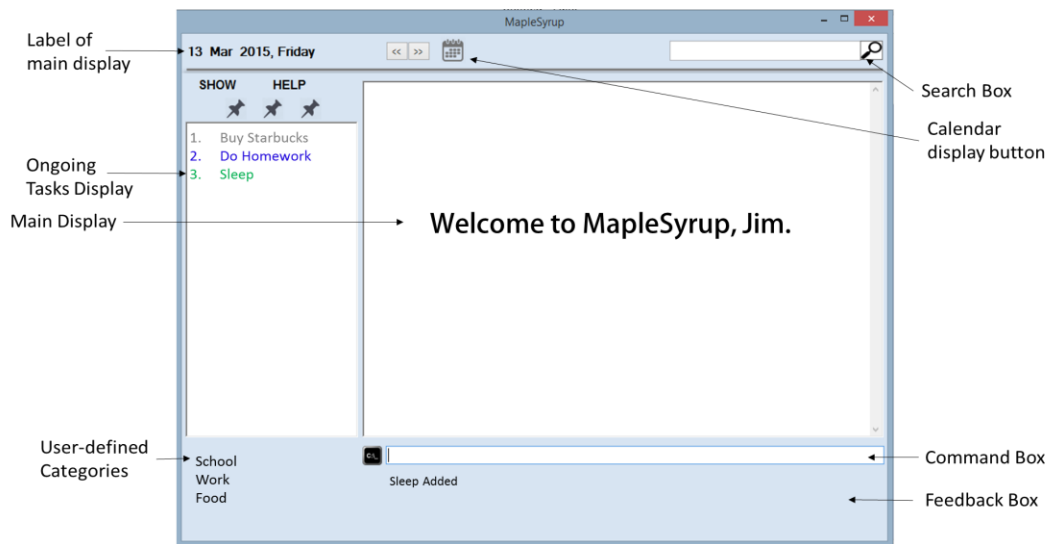 MapleSyrup
Label of
main display
13 Mar 2015, Friday
<< >>
Search Box
Calendar
display button
SHOW HELP
1. Buy Starbucks
2. Do Homework
3. Sleep
Ongoing
Tasks Display
Main Display
Welcome to MapleSyrup, Jim.
User-defined
Categories
School
Work
Food
C:\_
Sleep Added
Command Box
Feedback Box